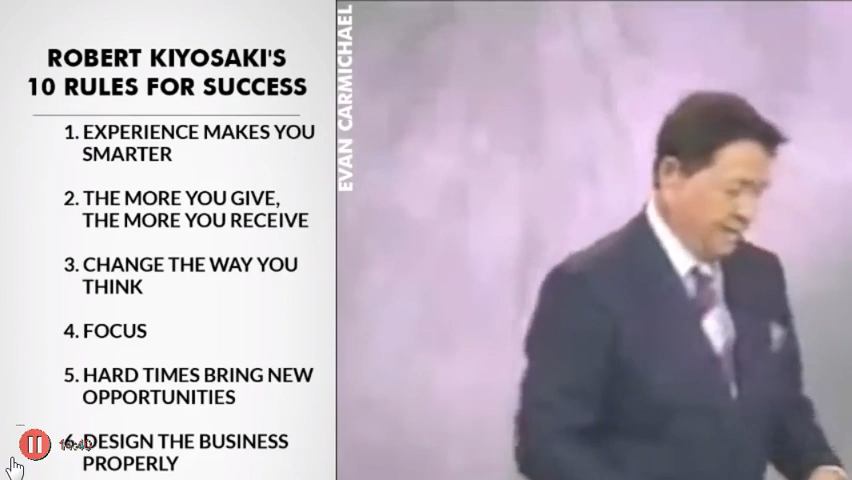 ROBERT KIYOSAKI'S
10 RULES FOR SUCCESS
1. EXPERIENCE MAKES YOU
SMARTER
2. THE MORE YOU GIVE,
THE MORE YOU RECEIVE
3. CHANGE THE WAY YOU
THINK
4. FOCUS
5. HARD TIMES BRING NEW
OPPORTUNITIES
6. DESIGN THE BUSINESS
PROPERLY
EVAN CARMICHAEL